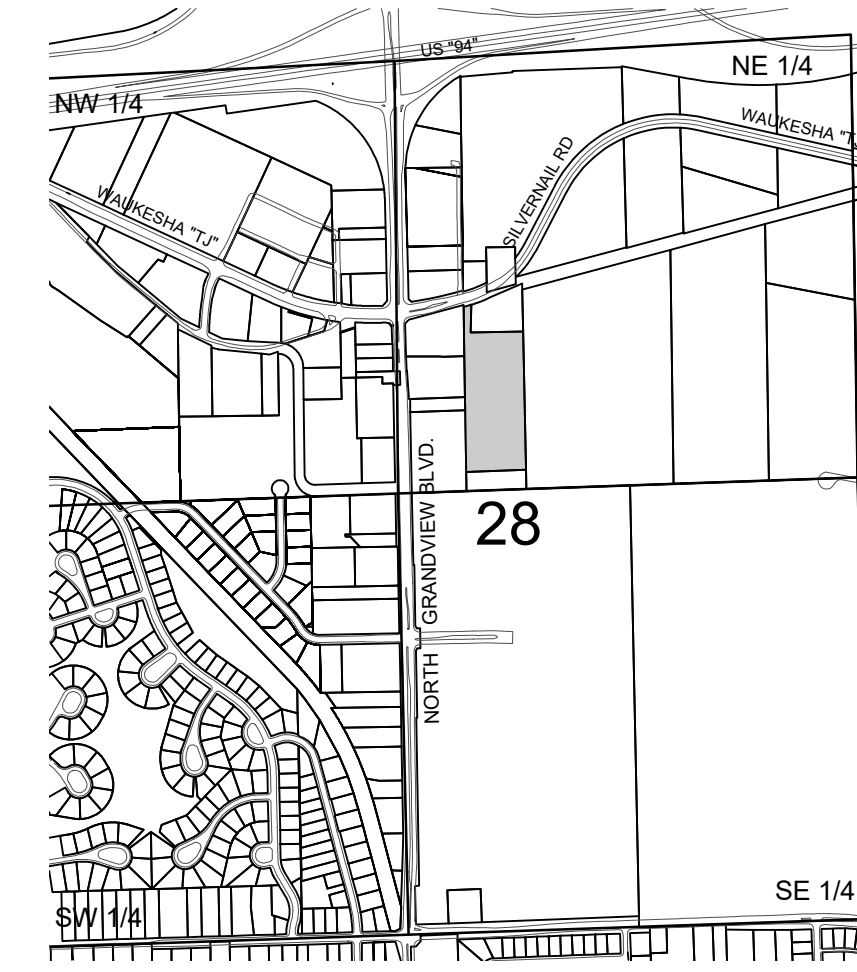 US "94"
NE 1/4
NW 1/4
WAUKESHA "T
SILVERNAIL RD
WAUKESHA "TJ"
28
NORTH GRANDVIEW BLVD.
SE 1/4
SW 1/4